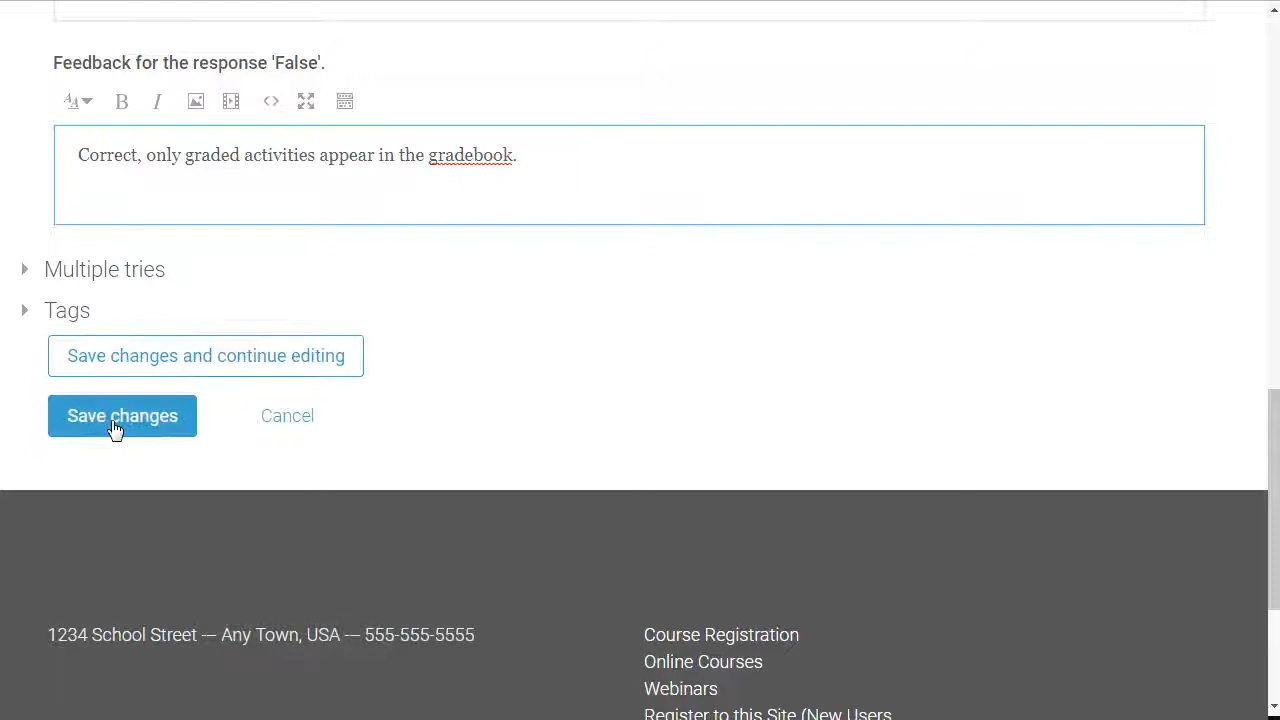 Feedback for the response 'False'.
Correct, only graded activities appear in the gradebook.
Multiple tries
Tags
Save changes and continue editing
Save changes
Cancel
1234 School Street --- Any Town, USA --- 555-555-5555
Course Registration
Online Courses
Webinars
Register to this Site (New Users